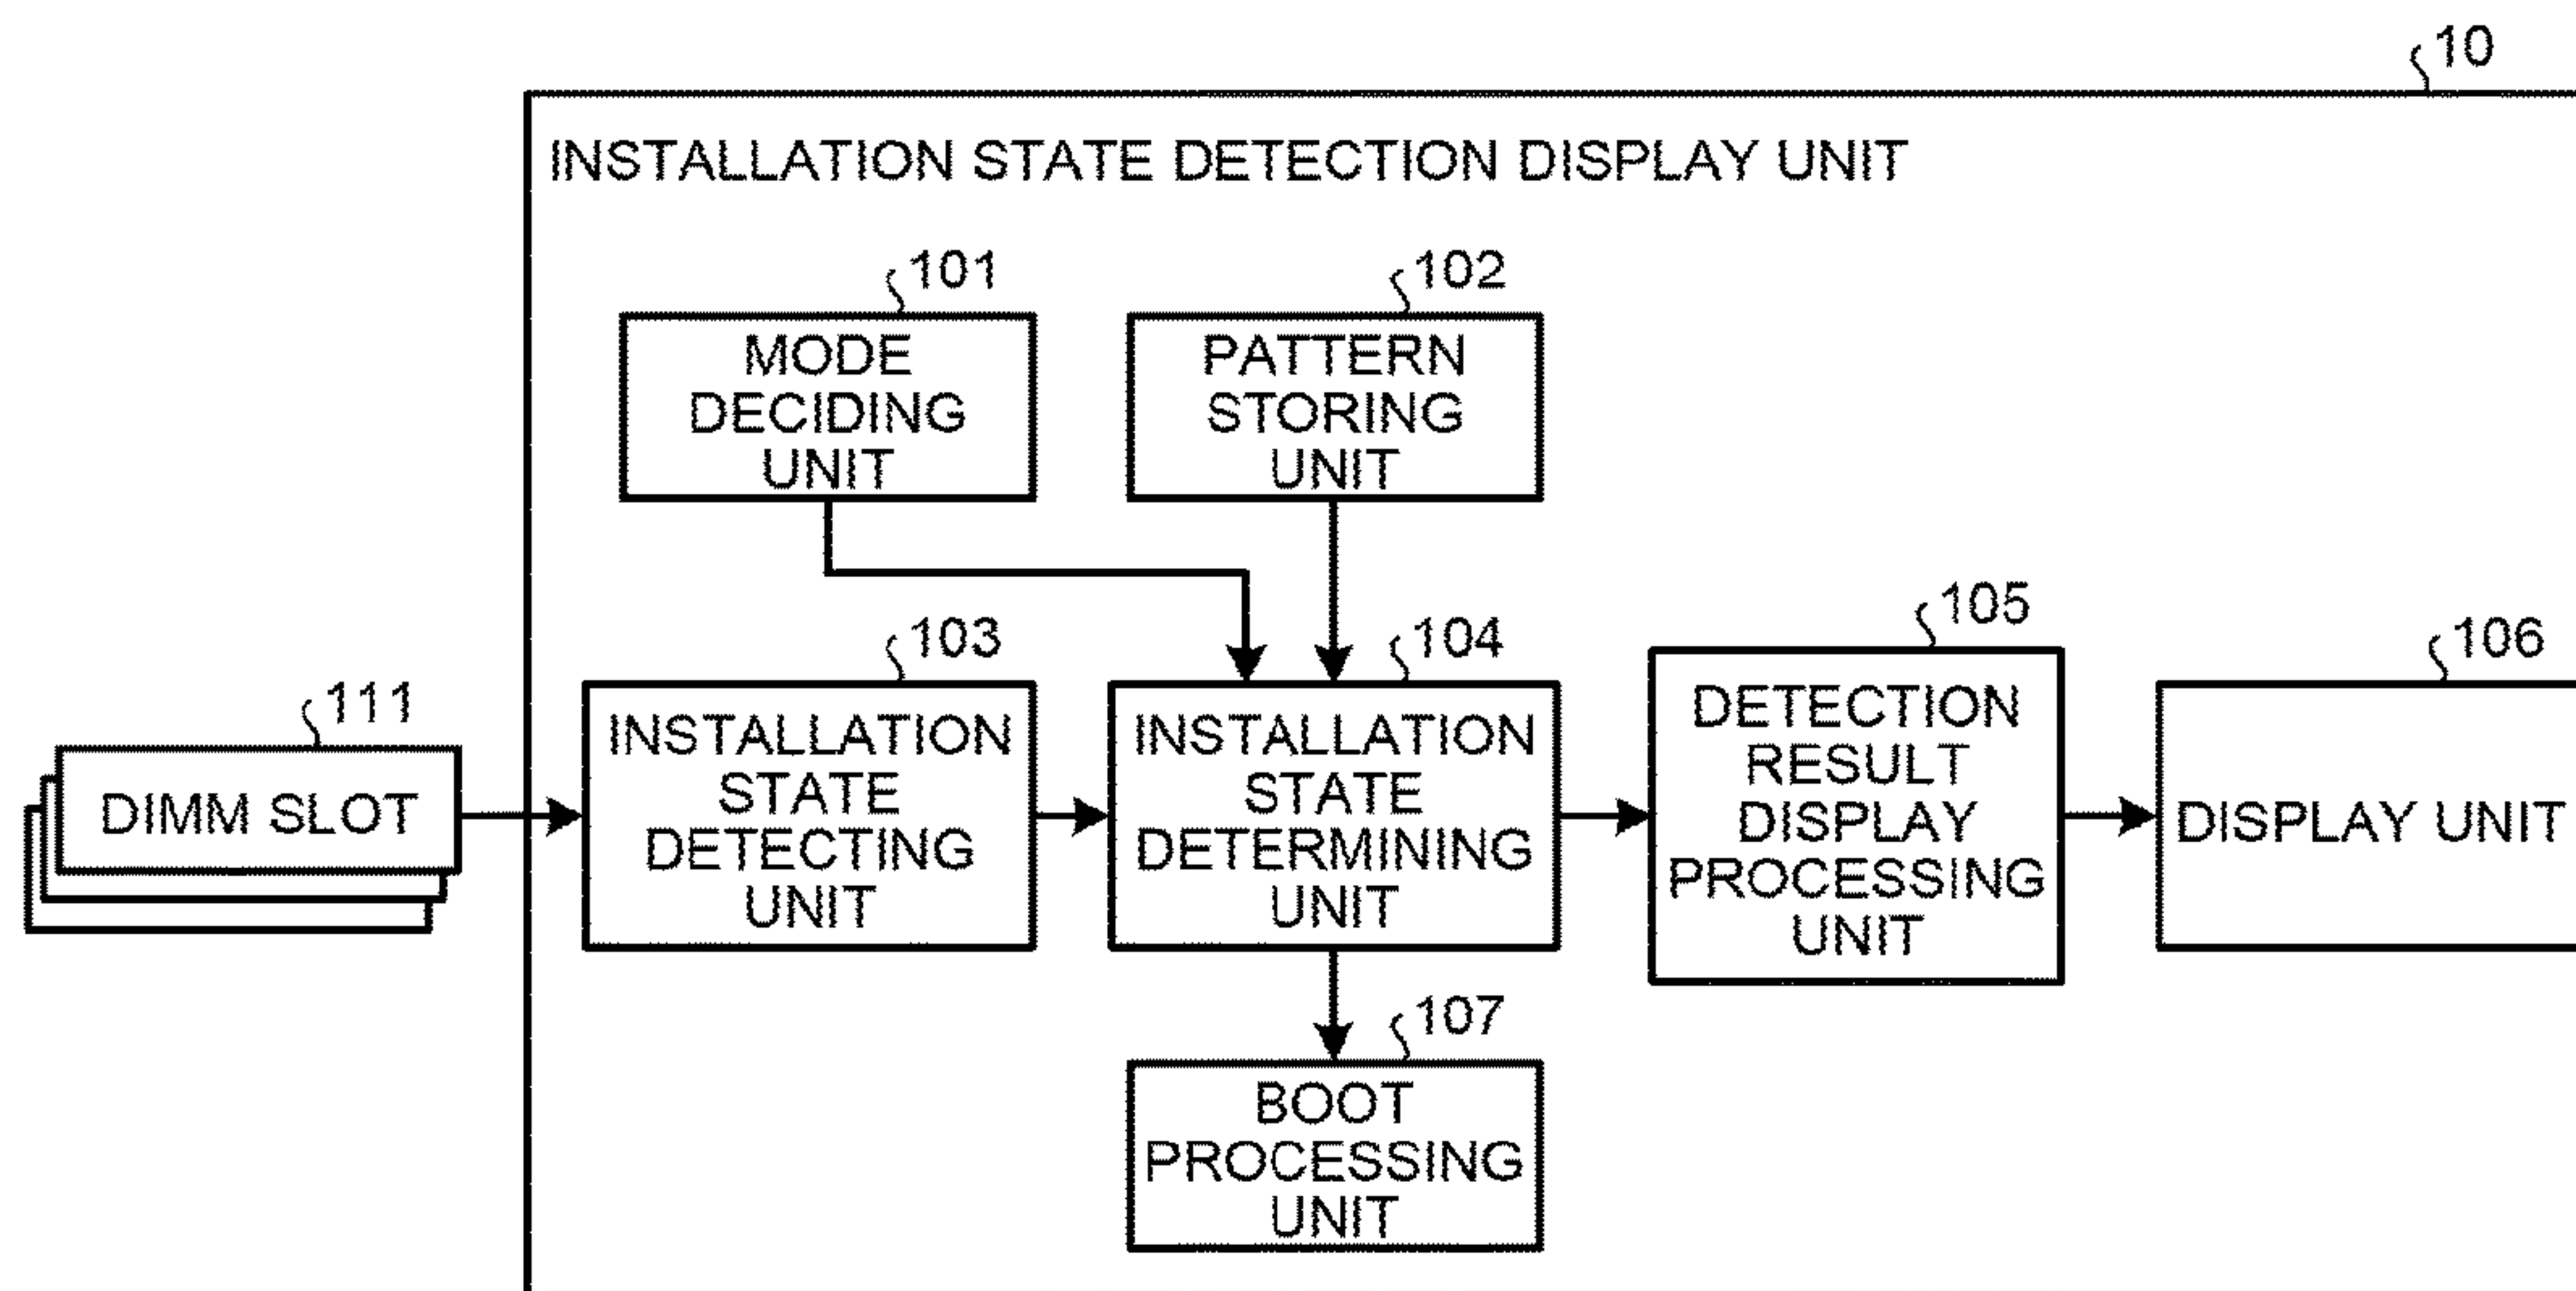 10
INSTALLATION STATE DETECTION DISPLAY UNIT
101
MODE
DECIDING
UNIT
102
PATTERN
STORING
UNIT
111
DIMM SLOT
103
INSTALLATION
STATE
DETECTING
UNIT
104
INSTALLATION
STATE
DETERMINING
UNIT
105
DETECTION
RESULT
DISPLAY
PROCESSING
UNIT
106
DISPLAY UNIT
107
BOOT
PROCESSING
UNIT